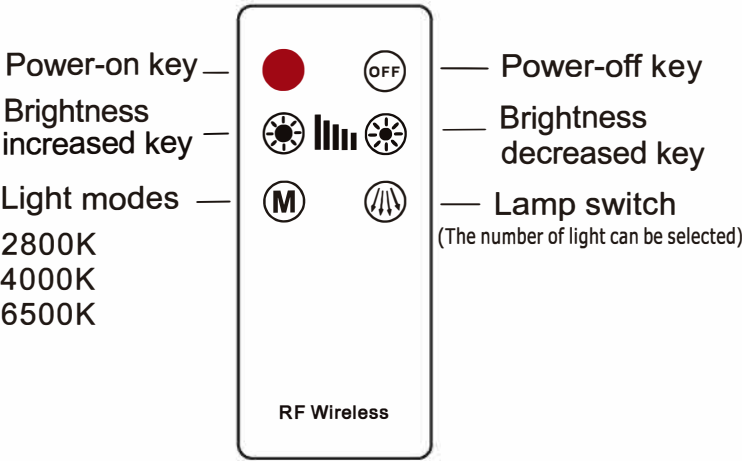 Power-on key
OFF
Power-off key
Brightness
increased key
Brightness
decreased key
Light modes
M
Lamp switch
(The number of light can be selected)
2800K
4000K
6500K
RF Wireless